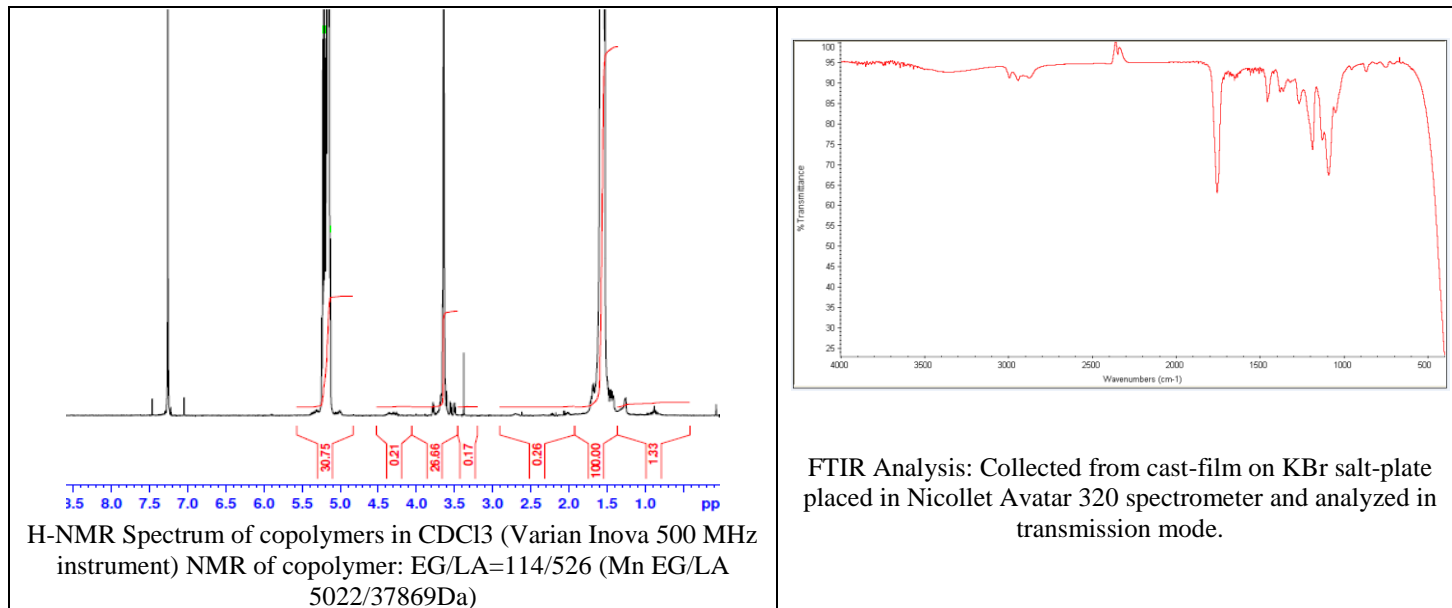 30.75
0.21
26.66
0.17
0.26
100.00
1.33
8.5 8.0 7.5 7.0 6.5 6.0 5.5 5.0 4.5 4.0 3.5 3.0 2.5 2.0 1.5 1.0 pp
H-NMR Spectrum of copolymers in CDCl3 (Varian Inova 500 MHz
instrument) NMR of copolymer: EG/LA=114/526 (Mn EG/LA
5022/37869Da)
100
95
90
85
80
75
70
65
60
55
50
45
40
35
30
25
% Transmittance
4000 3500 3000 2500 2000 1500 1000 500
Wavenumbers (cm-1)
FTIR Analysis: Collected from cast-film on KBr salt-plate
placed in Nicollet Avatar 320 spectrometer and analyzed in
transmission mode.